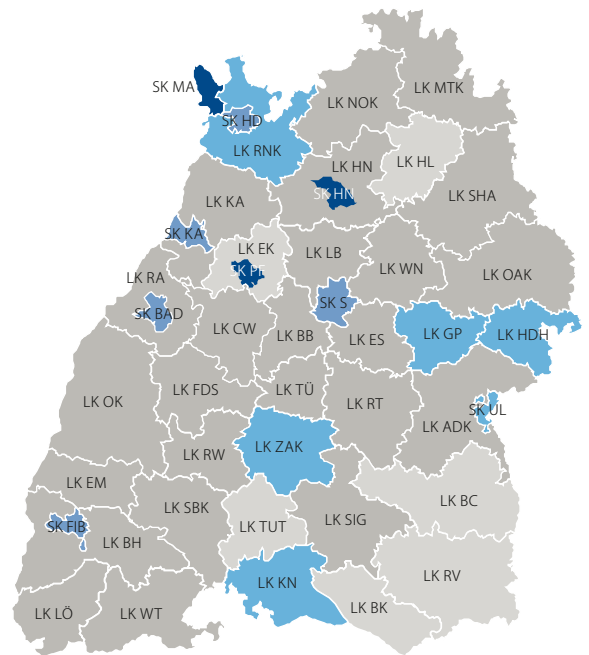 SK MA
LK MTK
LK NOK
SK HD
LK RNK
LK HL
LK HN
SK HN
LK SHA
LK KA
SK KA
LK EK
LK LB
SK PF
LK WN
LK OAK
LK RA
SK S
SK BAD
LK CW
LK BB
LK ES
LK GP
LK HDH
LK FDS
LK TÜ
LK OK
LK RT
SK UL
LK ADK
LK ZAK
LK RW
LK EM
LK BC
LK SBK
LK SIG
SK FIB
LK TUT
LK BH
LK RV
LK KN
LK BK
LK LÖ
LK WT